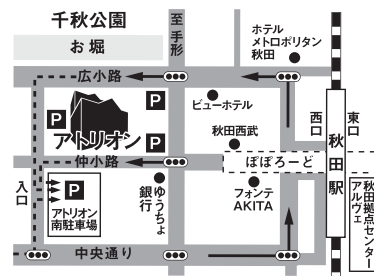 千秋公園
お堀
至手形
ホテル
メトロポリタン
秋田
広小路
P
P
ビューホテル
アトリオン
P
秋田西武
西口
東口
秋田駅
仲小路
ぽぽろーど
入口
P
アトリオン
南駐車場
ゆうちょ
銀行
フォンテ
AKITA
秋田拠点センター
アルヴェ
中央通り